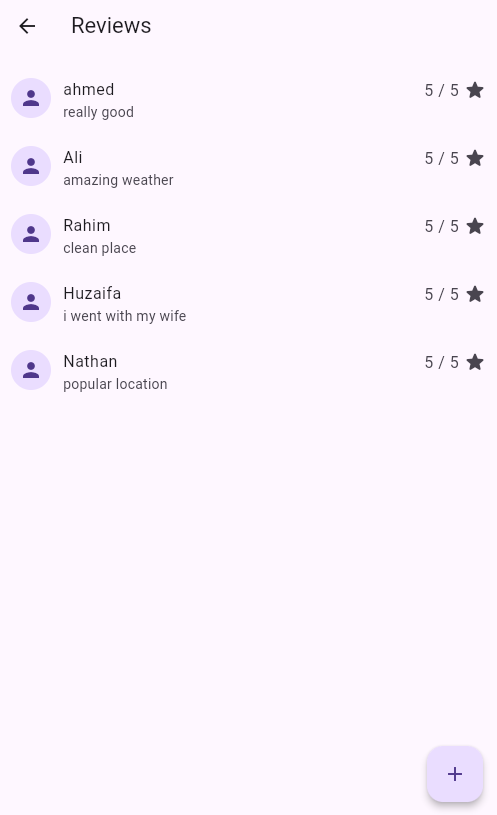 Reviews
ahmed
5 / 5
really good
Ali
5 / 5
amazing weather
Rahim
5 / 5
clean place
Huzaifa
5 / 5
i went with my wife
Nathan
5 / 5
popular location